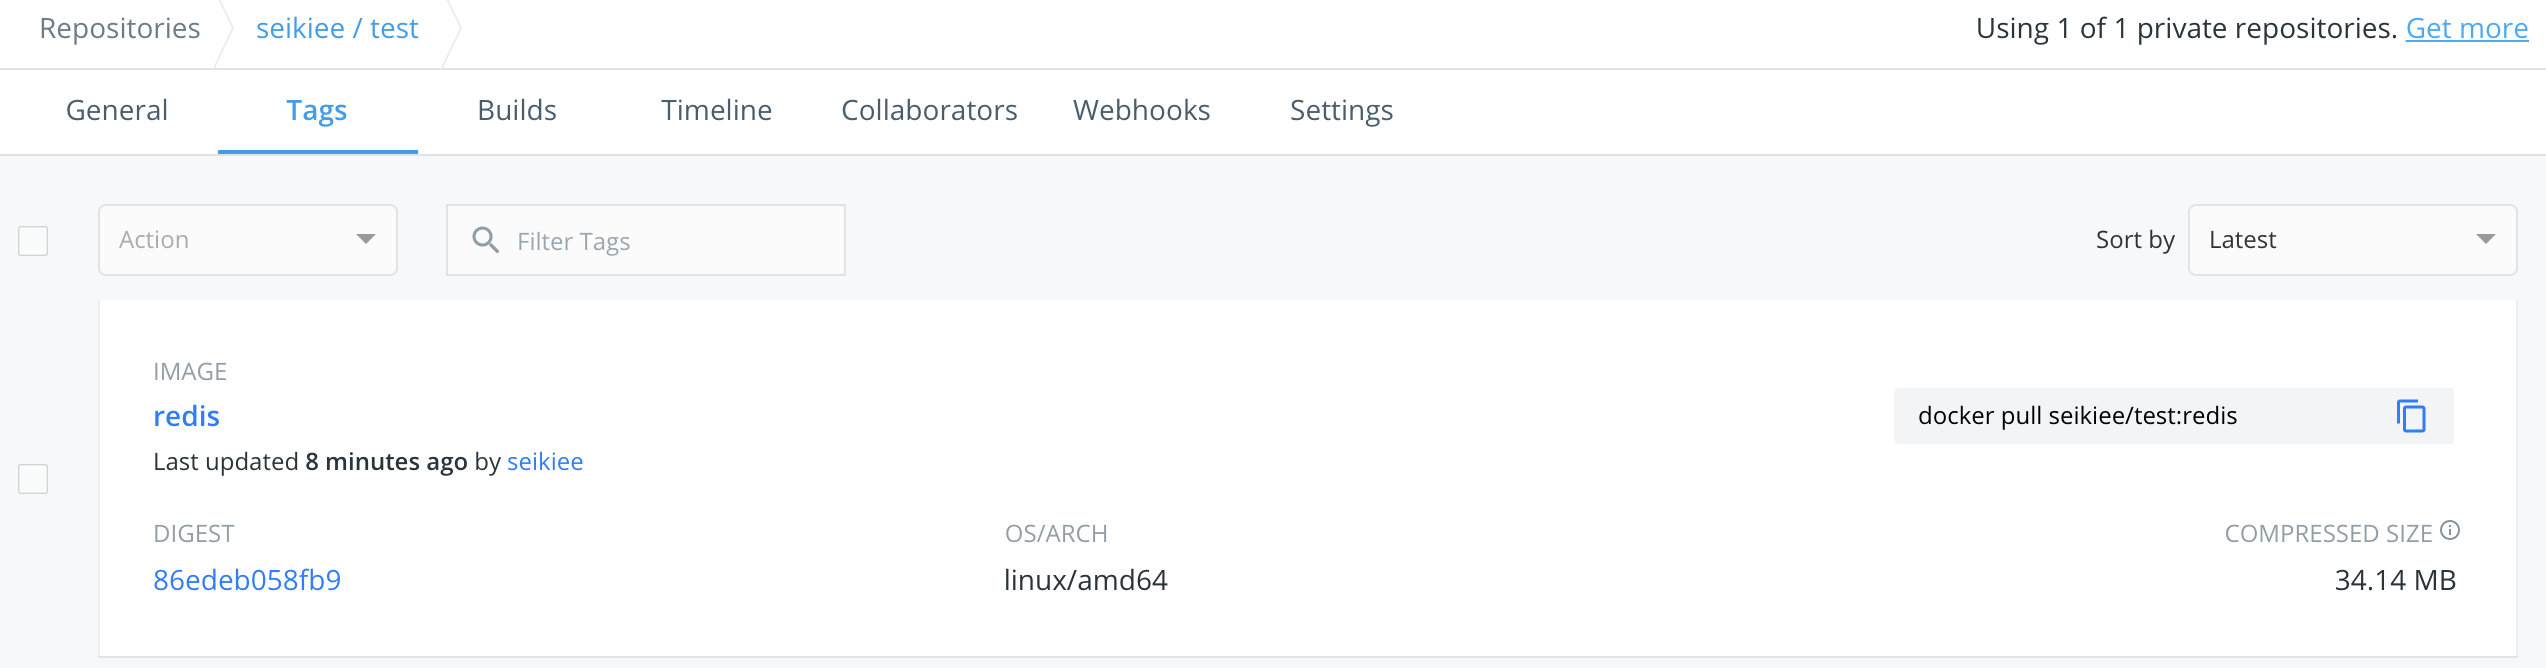 Repositories seikiee / test Using 1 of 1 private repositories. Get more
General Tags Builds Timeline Collaborators Webhooks Settings
Action Filter Tags Sort by Latest
IMAGE
redis docker pull seikiee/test:redis
Last updated 8 minutes ago by seikiee
DIGEST OS/ARCH COMPRESSED SIZE
86edeb058fb9 linux/amd64 34.14 MB